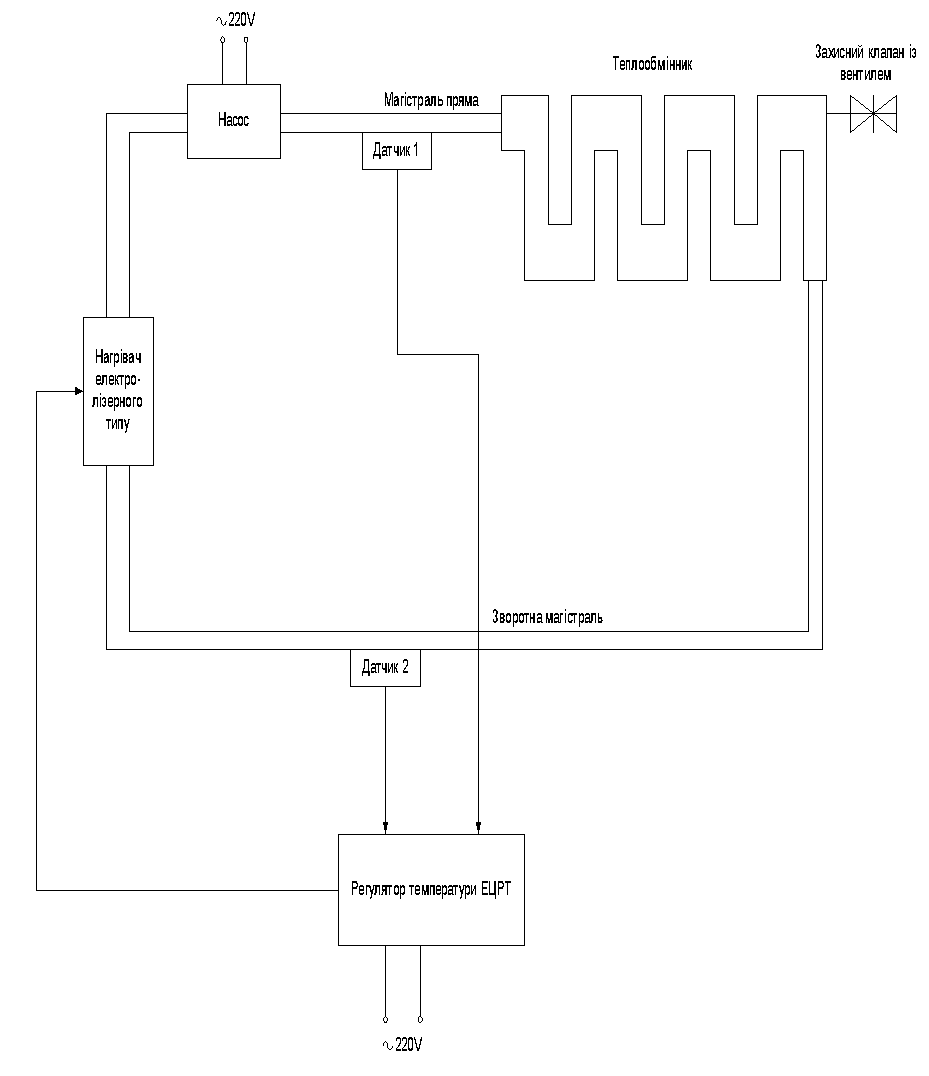 ～220V
Захисний клапан із
вентилем
Теплообмінник
Магістраль пряма
Насос
Датчик 1
Нагрівач
електро-
лізерного
типу
Зворотна магістраль
Датчик 2
Регулятор температури ЕЦРТ
～220V